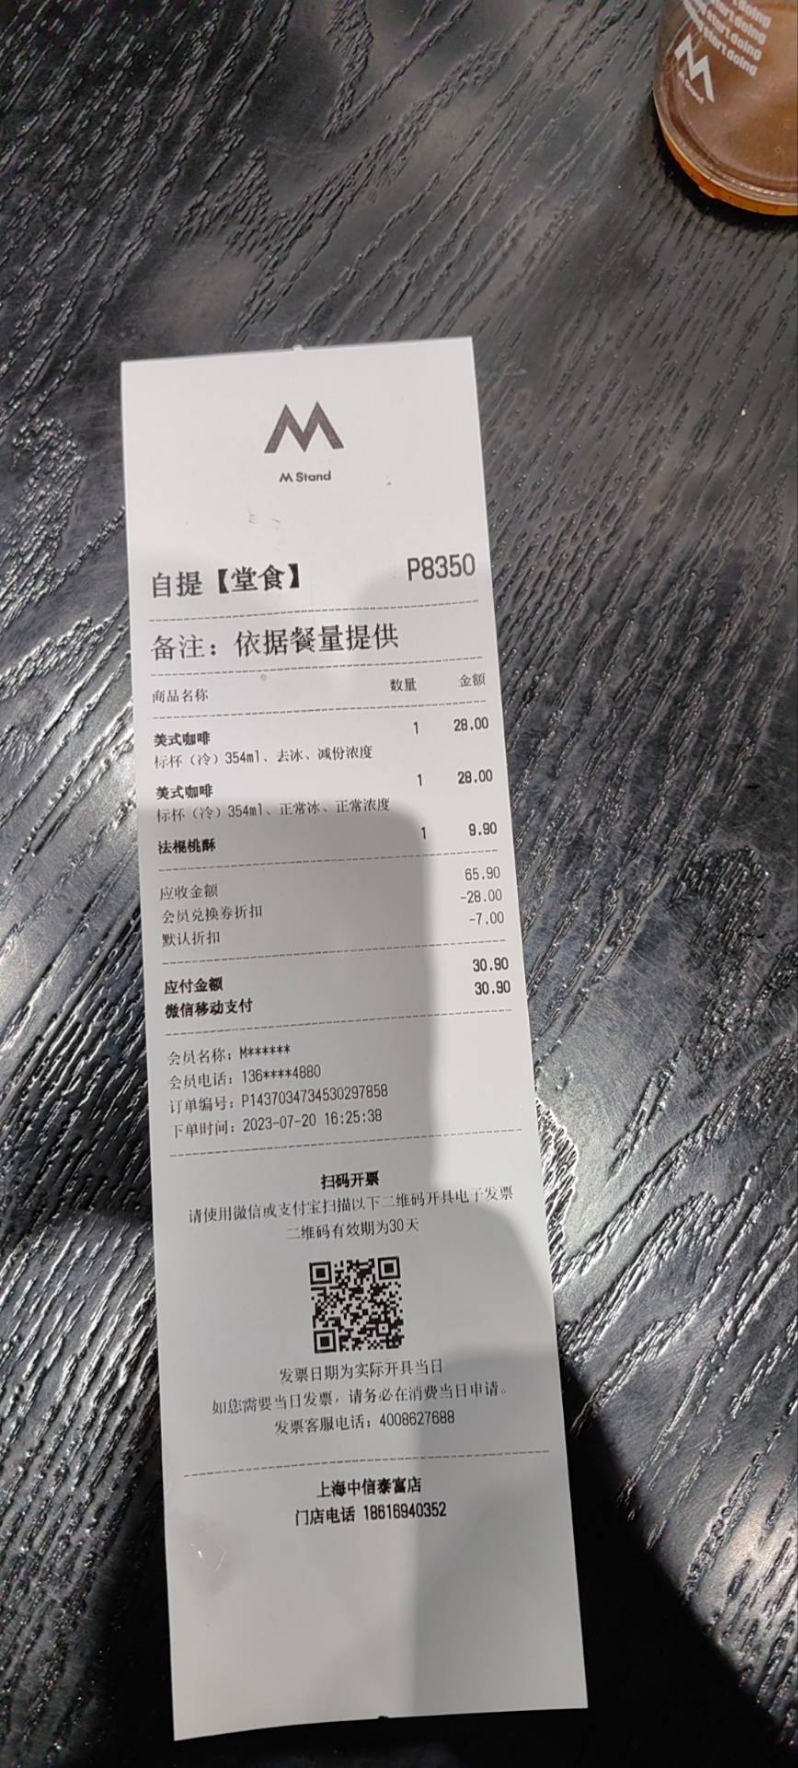 start doing
start doing
start doing
M Stand
M Stand
自提【堂食】 P8350
备注：依据餐量提供
商品名称 数量 金额
美式咖啡 1 28.00
标杯（冷）354ml、去冰、减份浓度
美式咖啡 1 28.00
标杯（冷）354ml、正常冰、正常浓度
法棍桃酥 1 9.90
应收金额 65.90
会员兑换券折扣 -28.00
默认折扣 -7.00
应付金额 30.90
微信移动支付 30.90
会员名称：M******
会员电话：136****4880
订单编号：P1437034734530297858
下单时间：2023-07-20 16:25:38
扫码开票
请使用微信或支付宝扫描以下二维码开具电子发票
二维码有效期为30天
发票日期为实际开具当日
如您需要当日发票，请务必在消费当日申请。
发票客服电话：4008627688
上海中信泰富店
门店电话 18616940352